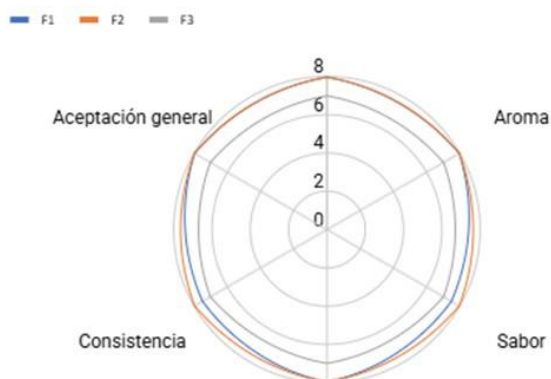 F1 F2 F3
8
Aceptación general
Aroma
6
4
2
0
Consistencia
Sabor